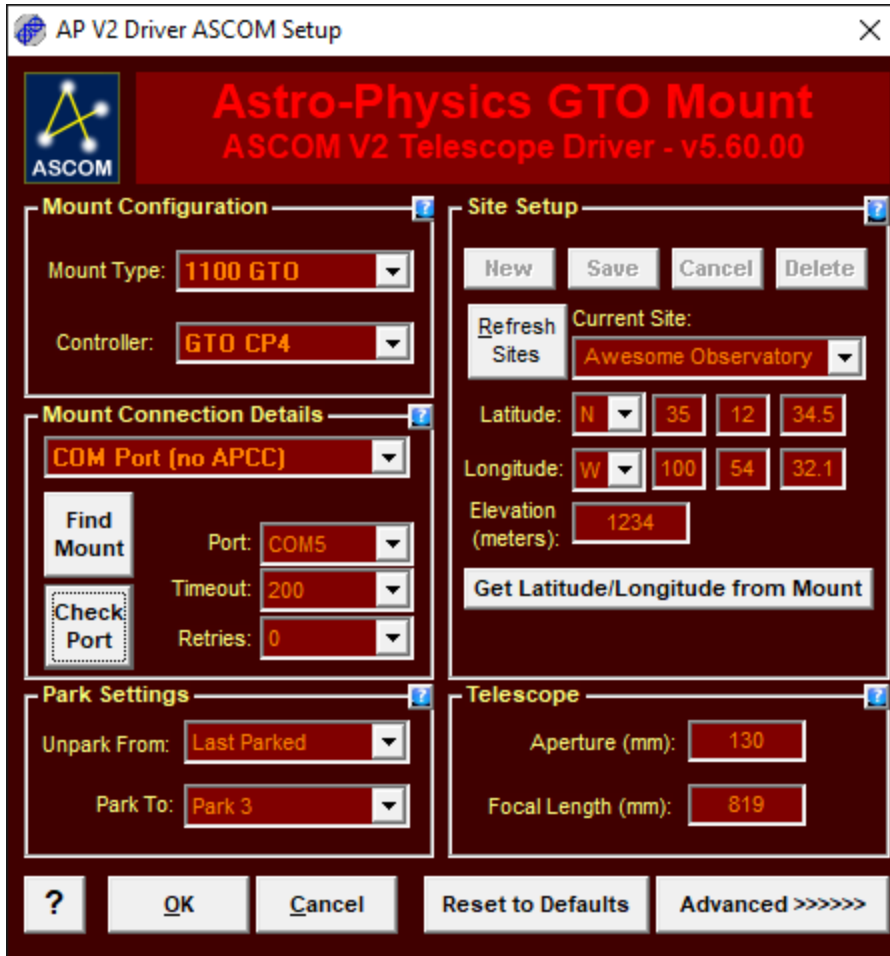 AP V2 Driver ASCOM Setup
ASCOM
Astro-Physics GTO Mount
ASCOM V2 Telescope Driver - v5.60.00
Mount Configuration
?
Mount Type: 1100 GTO
Controller: GTO CP4
Mount Connection Details
?
COM Port (no APCC)
Find
Mount
Check
Port
Port: COM5
Timeout: 200
Retries: 0
Park Settings
?
Unpark From: Last Parked
Park To: Park 3
Site Setup
?
New Save Cancel Delete
Refresh
Sites
Current Site:
Awesome Observatory
Latitude: N 35 12 34.5
Longitude: W 100 54 32.1
Elevation
(meters): 1234
Get Latitude/Longitude from Mount
Telescope
?
Aperture (mm): 130
Focal Length (mm): 819
? OK Cancel Reset to Defaults Advanced >>>>>>